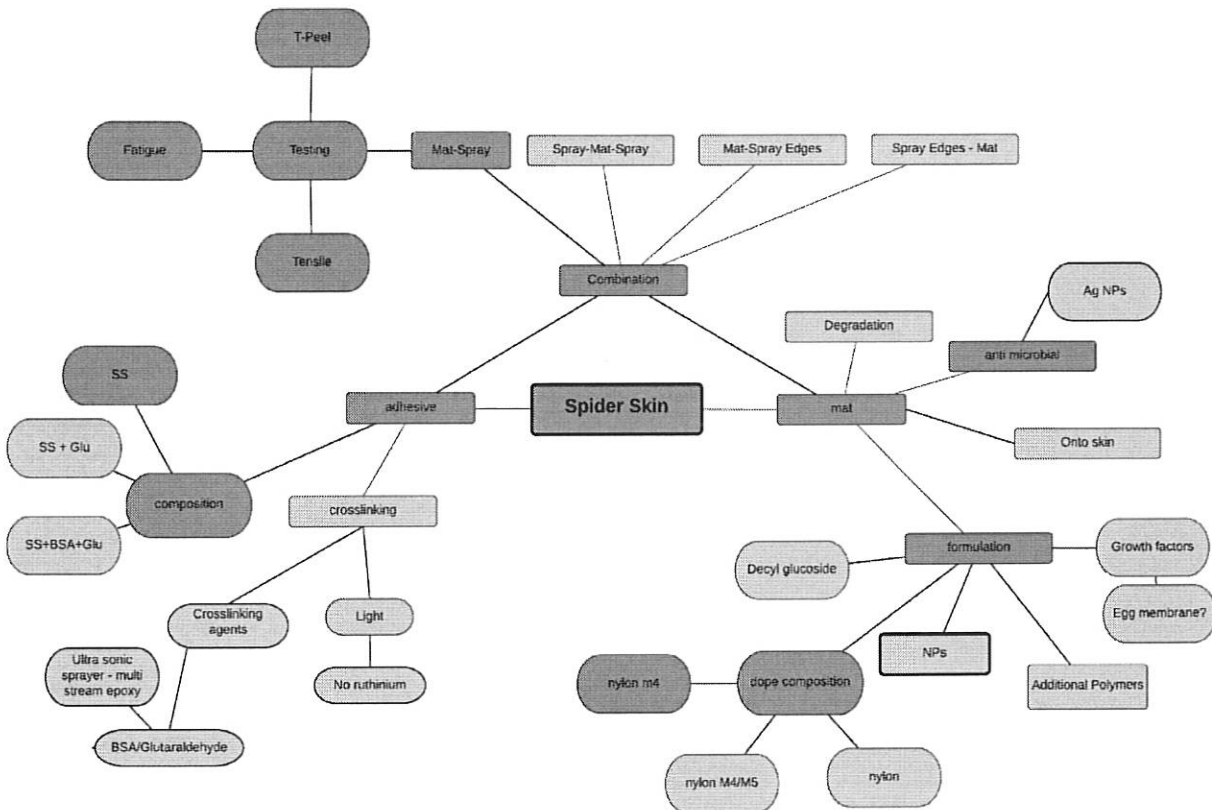 T-Peel
Fatigue
Testing
Mat-Spray
Spray-Mat-Spray
Mat-Spray Edges
Spray Edges - Mat
Tensile
Combination
Ag NPs
Degradation
anti microbial
SS
adhesive
Spider Skin
mat
SS + Glu
Onto skin
composition
crosslinking
SS+BSA+Glu
formulation
Growth factors
Decyl glucoside
Crosslinking
agents
Light
Egg membrane?
NPs
Ultra sonic
sprayer - multi
stream epoxy
No ruthinium
nylon m4
dope composition
Additional Polymers
BSA/Glutaraldehyde
nylon M4/M5
nylon